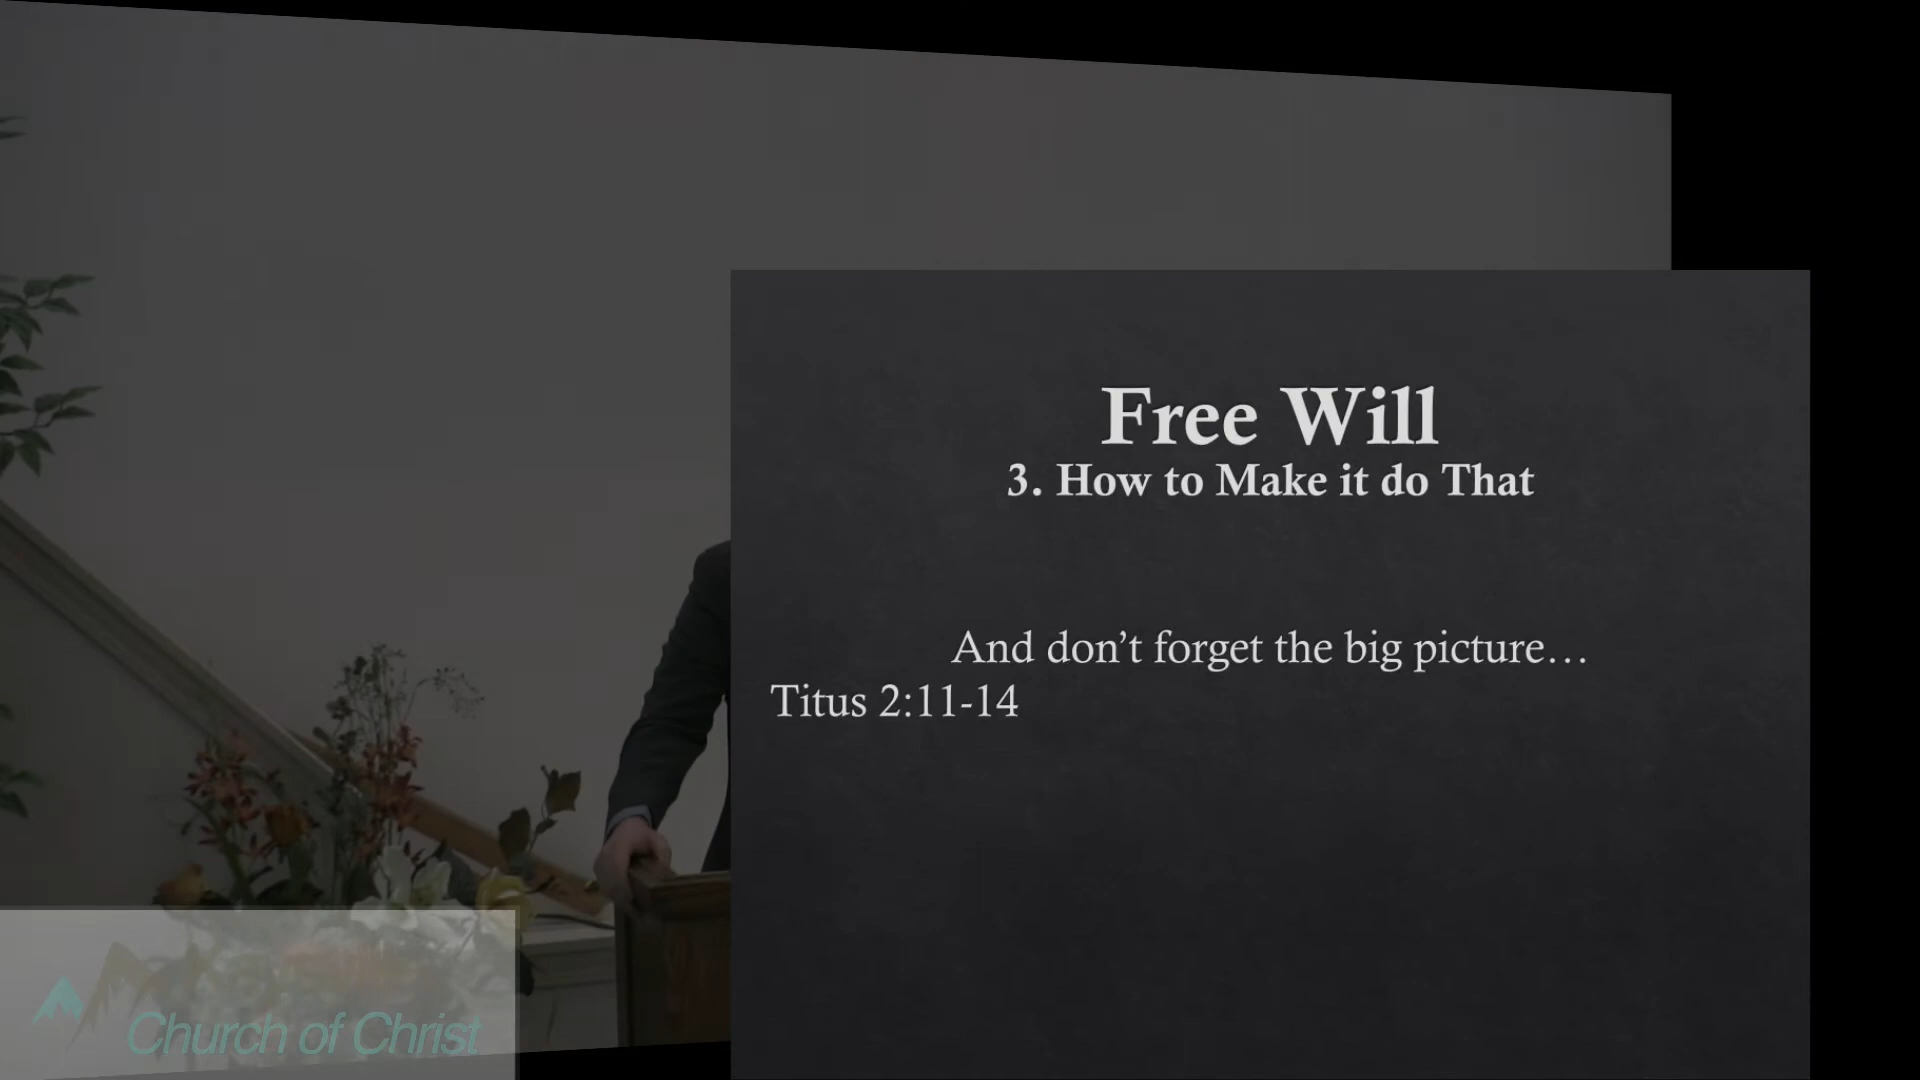 Free Will
3. How to Make it do That
And don’t forget the big picture…
Titus 2:11-14
Church of Christ